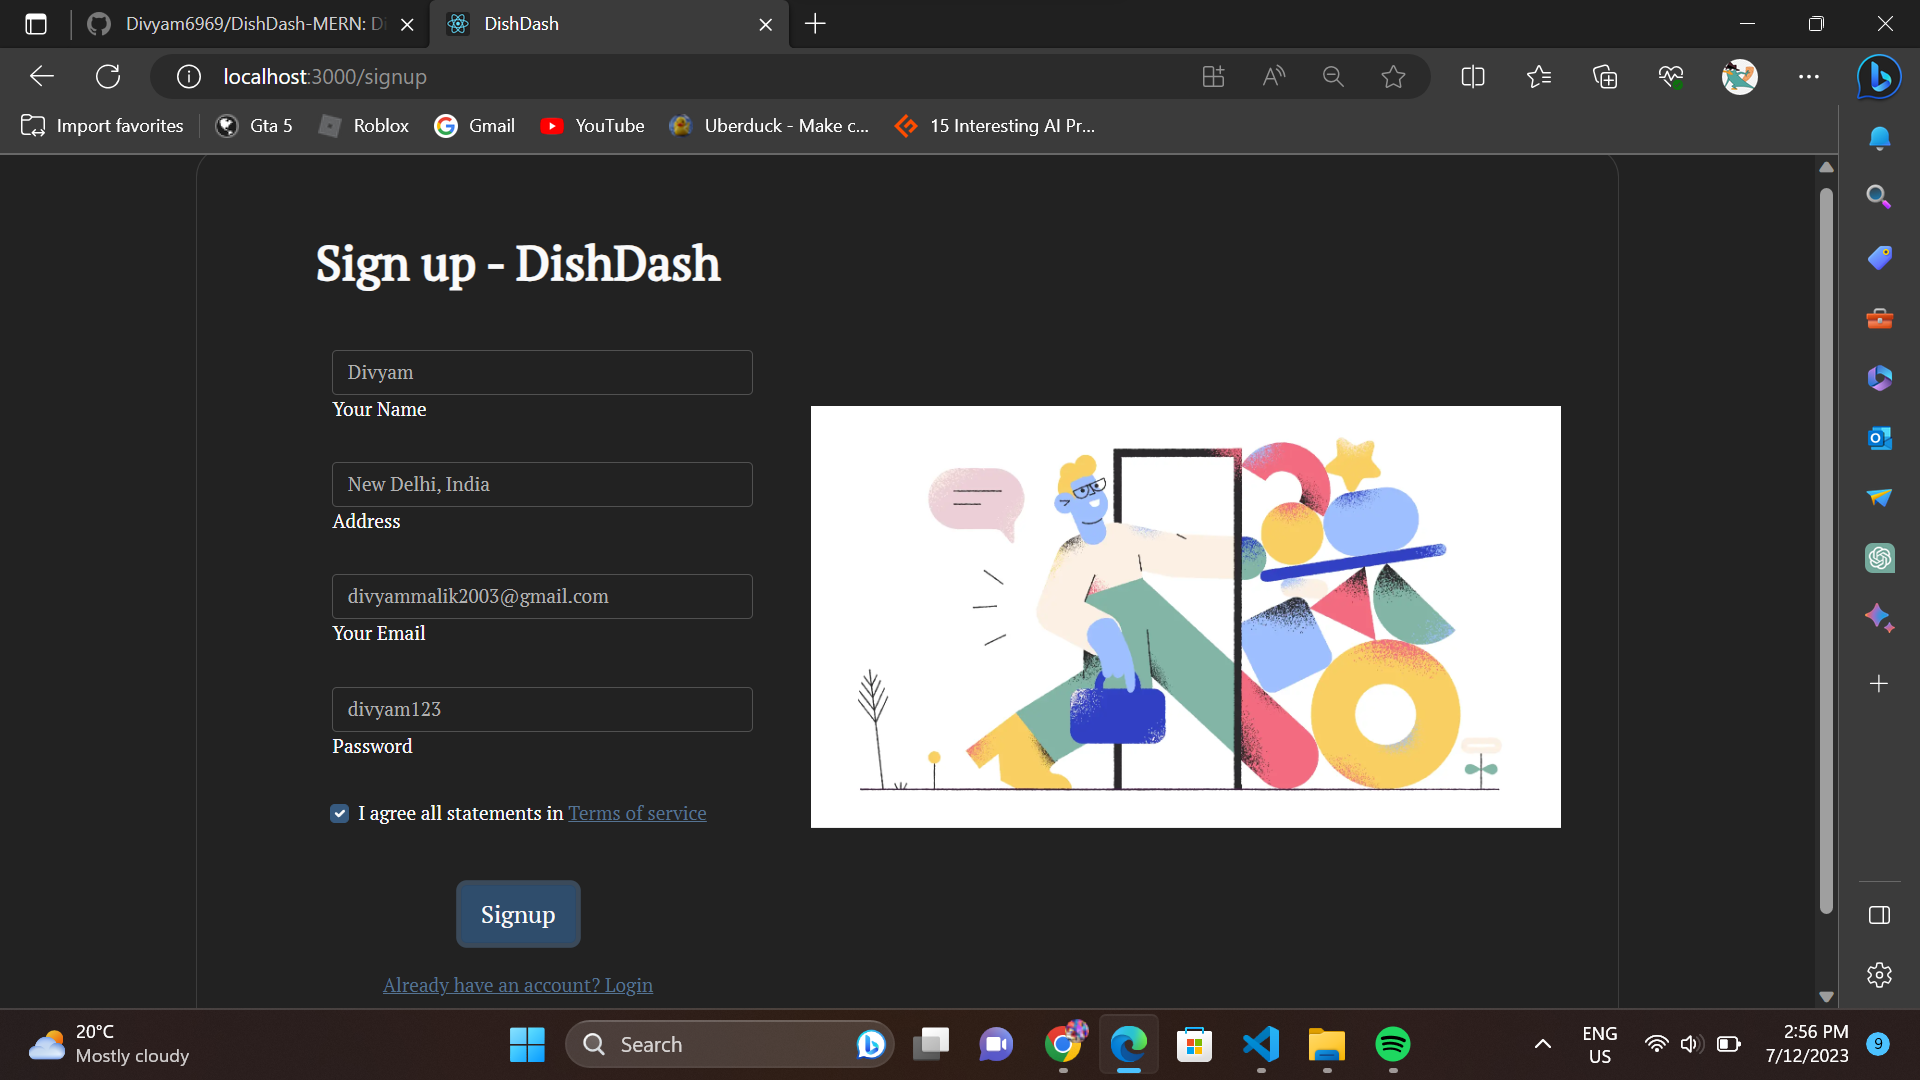 Divyam6969/DishDash-MERN: Di
DishDash
localhost:3000/signup
Import favorites
Gta 5
Roblox
Gmail
YouTube
Uberduck - Make c...
15 Interesting AI Pr...
Sign up - DishDash
Divyam
Your Name
New Delhi, India
Address
divyammalik2003@gmail.com
Your Email
divyam123
Password
I agree all statements in Terms of service
Signup
Already have an account? Login
20°C
Mostly cloudy
Search
ENG
US
2:56 PM
7/12/2023
9